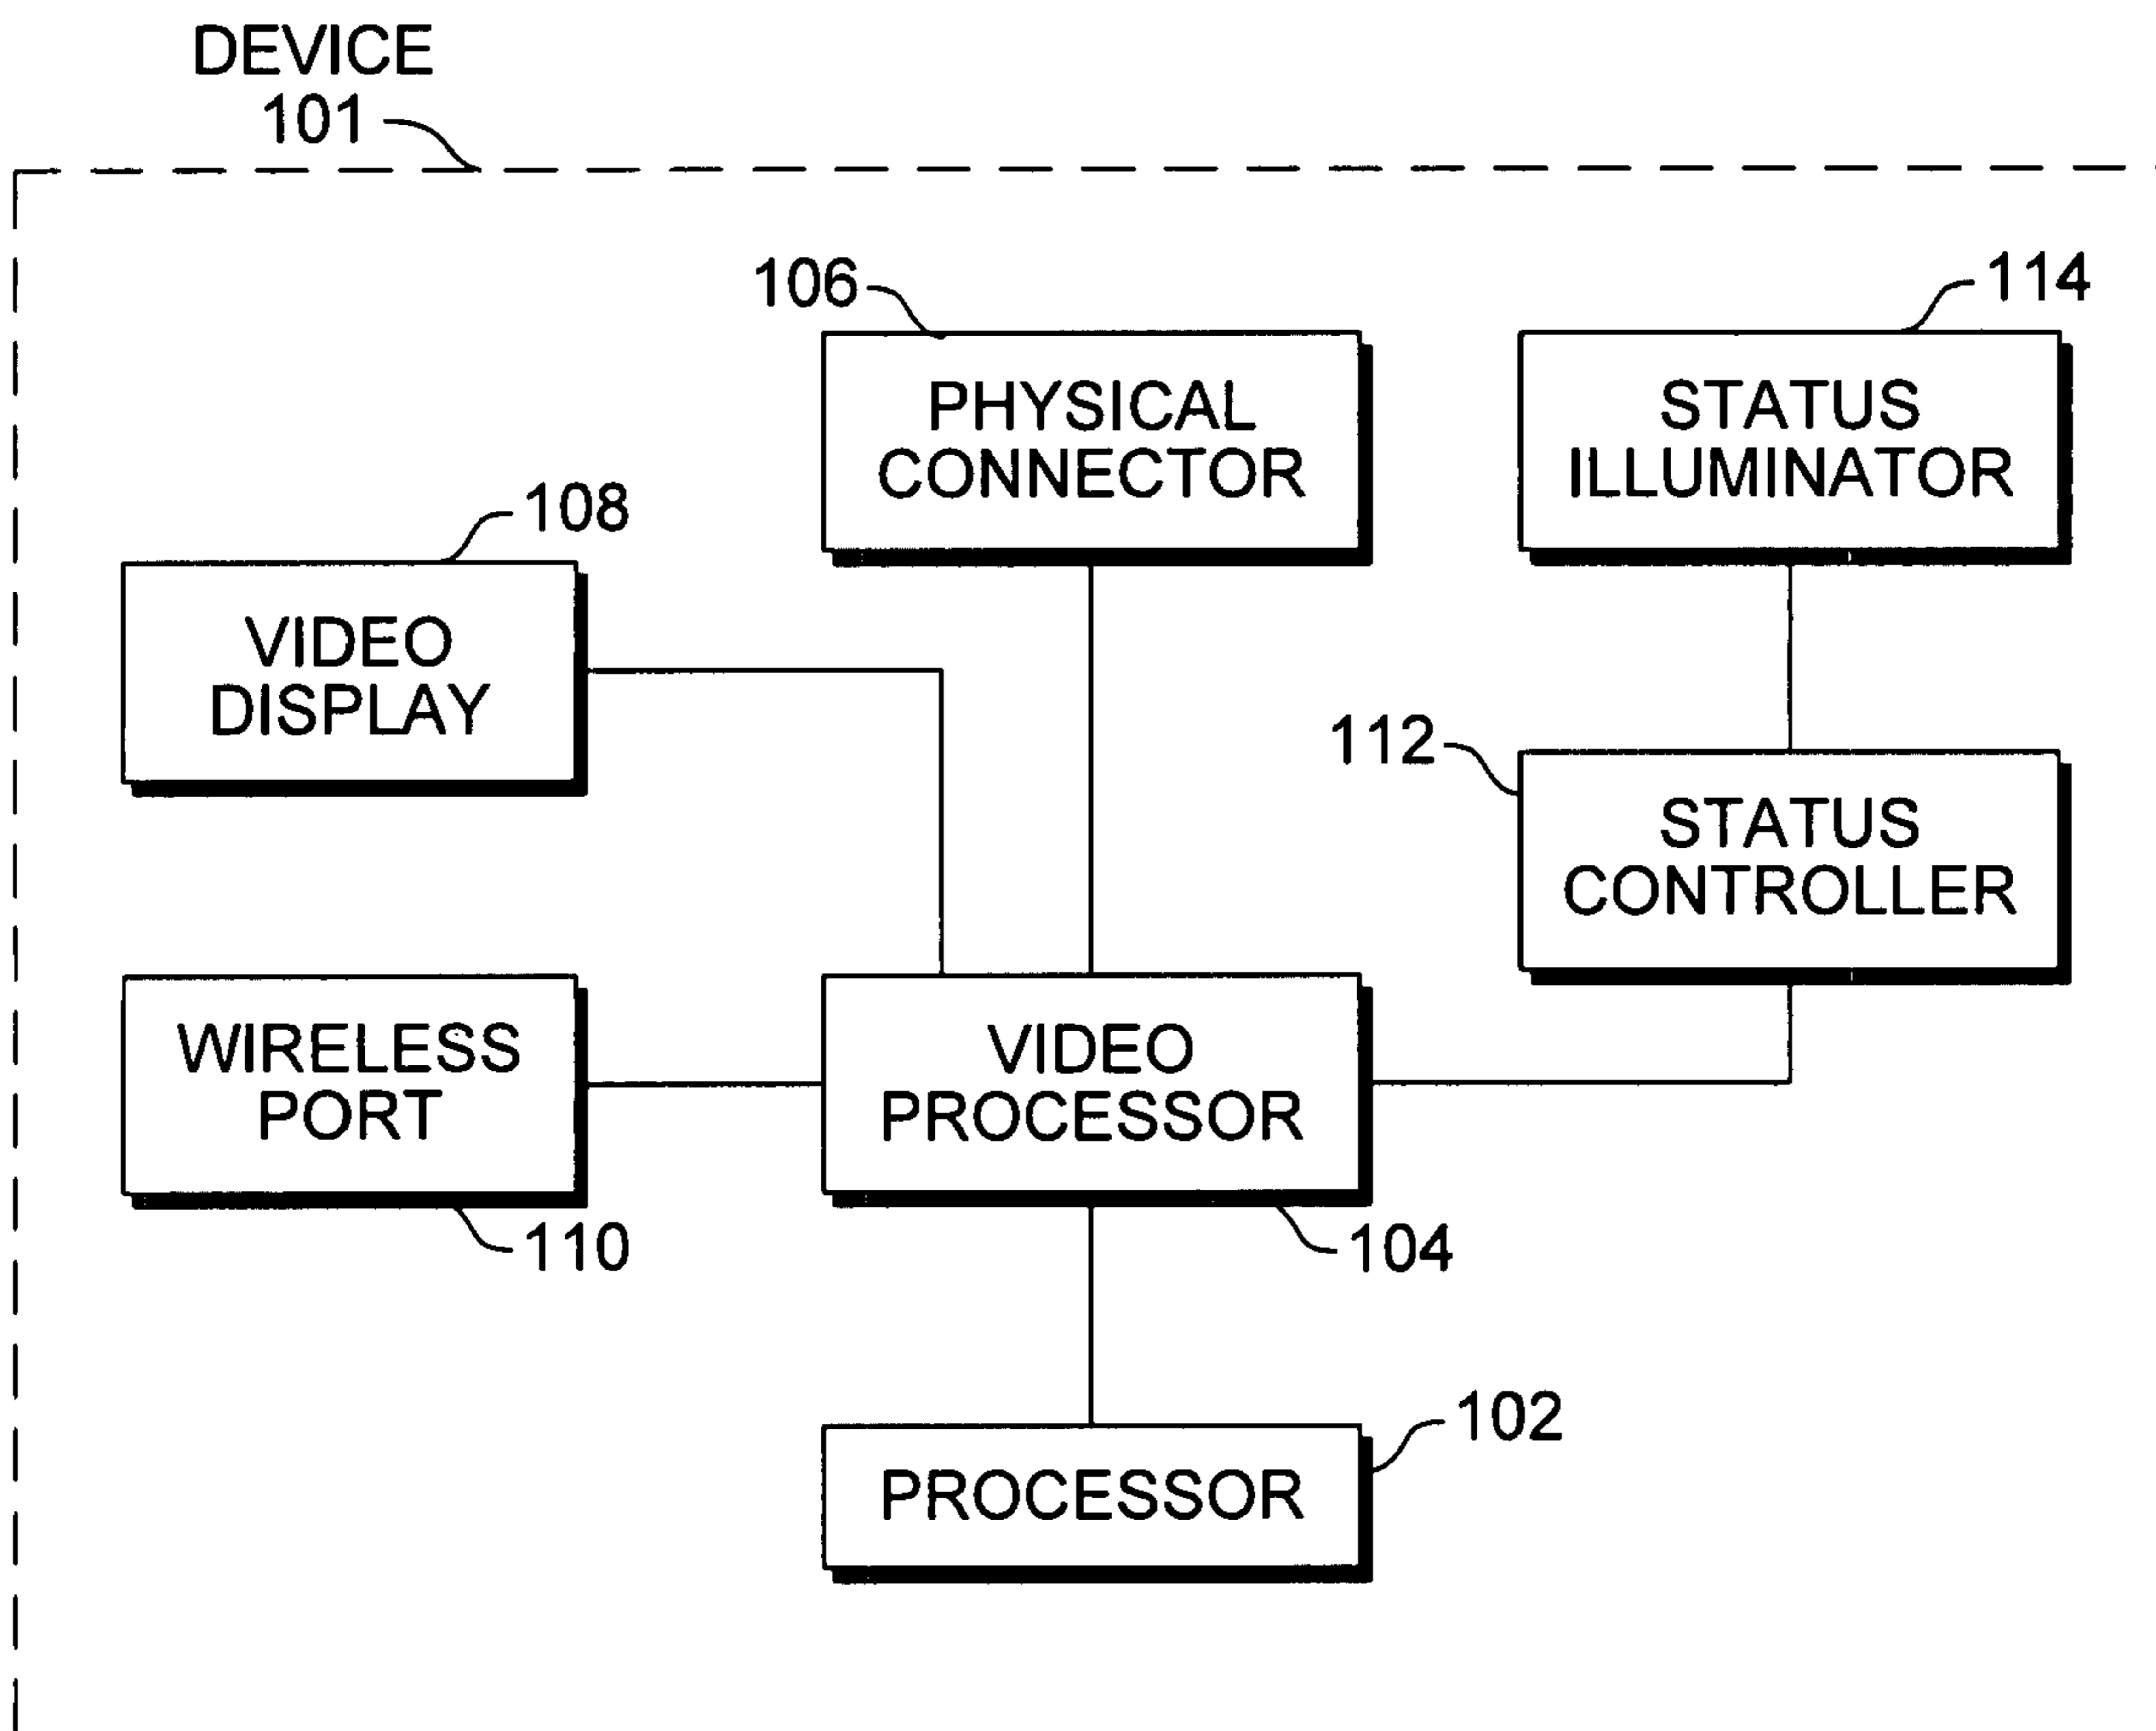 DEVICE
101
106
114
PHYSICAL
CONNECTOR
STATUS
ILLUMINATOR
108
VIDEO
DISPLAY
112
STATUS
CONTROLLER
WIRELESS
PORT
VIDEO
PROCESSOR
110
104
102
PROCESSOR